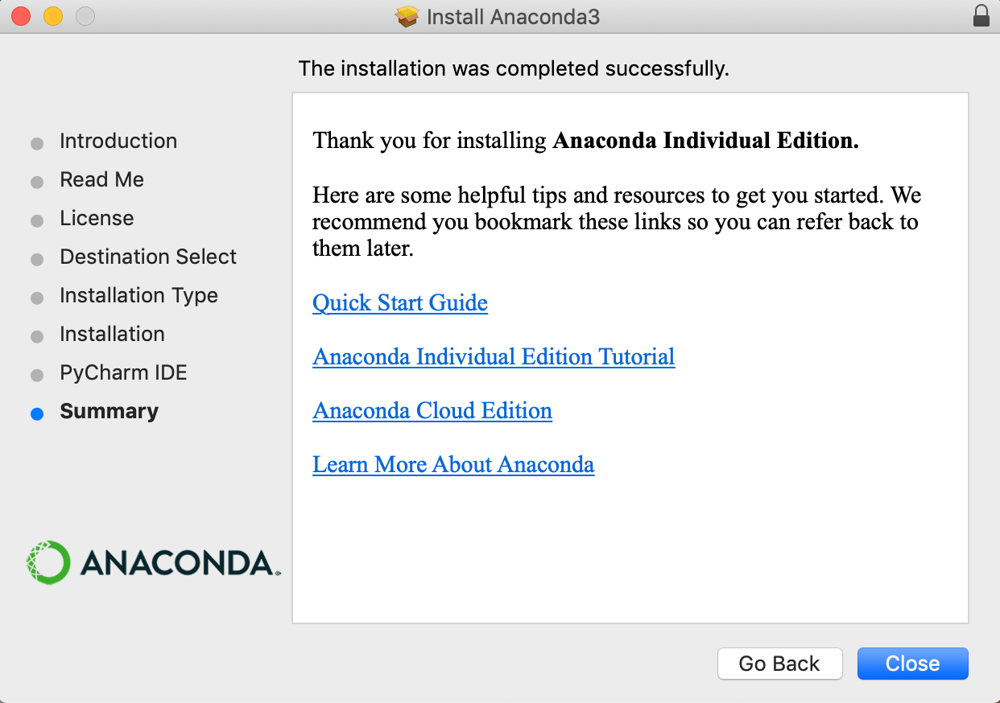 Install Anaconda3
The installation was completed successfully.
Introduction
Read Me
License
Destination Select
Installation Type
Installation
PyCharm IDE
Summary
ANACONDA.
Thank you for installing Anaconda Individual Edition.
Here are some helpful tips and resources to get you started. We
recommend you bookmark these links so you can refer back to
them later.
Quick Start Guide
Anaconda Individual Edition Tutorial
Anaconda Cloud Edition
Learn More About Anaconda
Go Back
Close